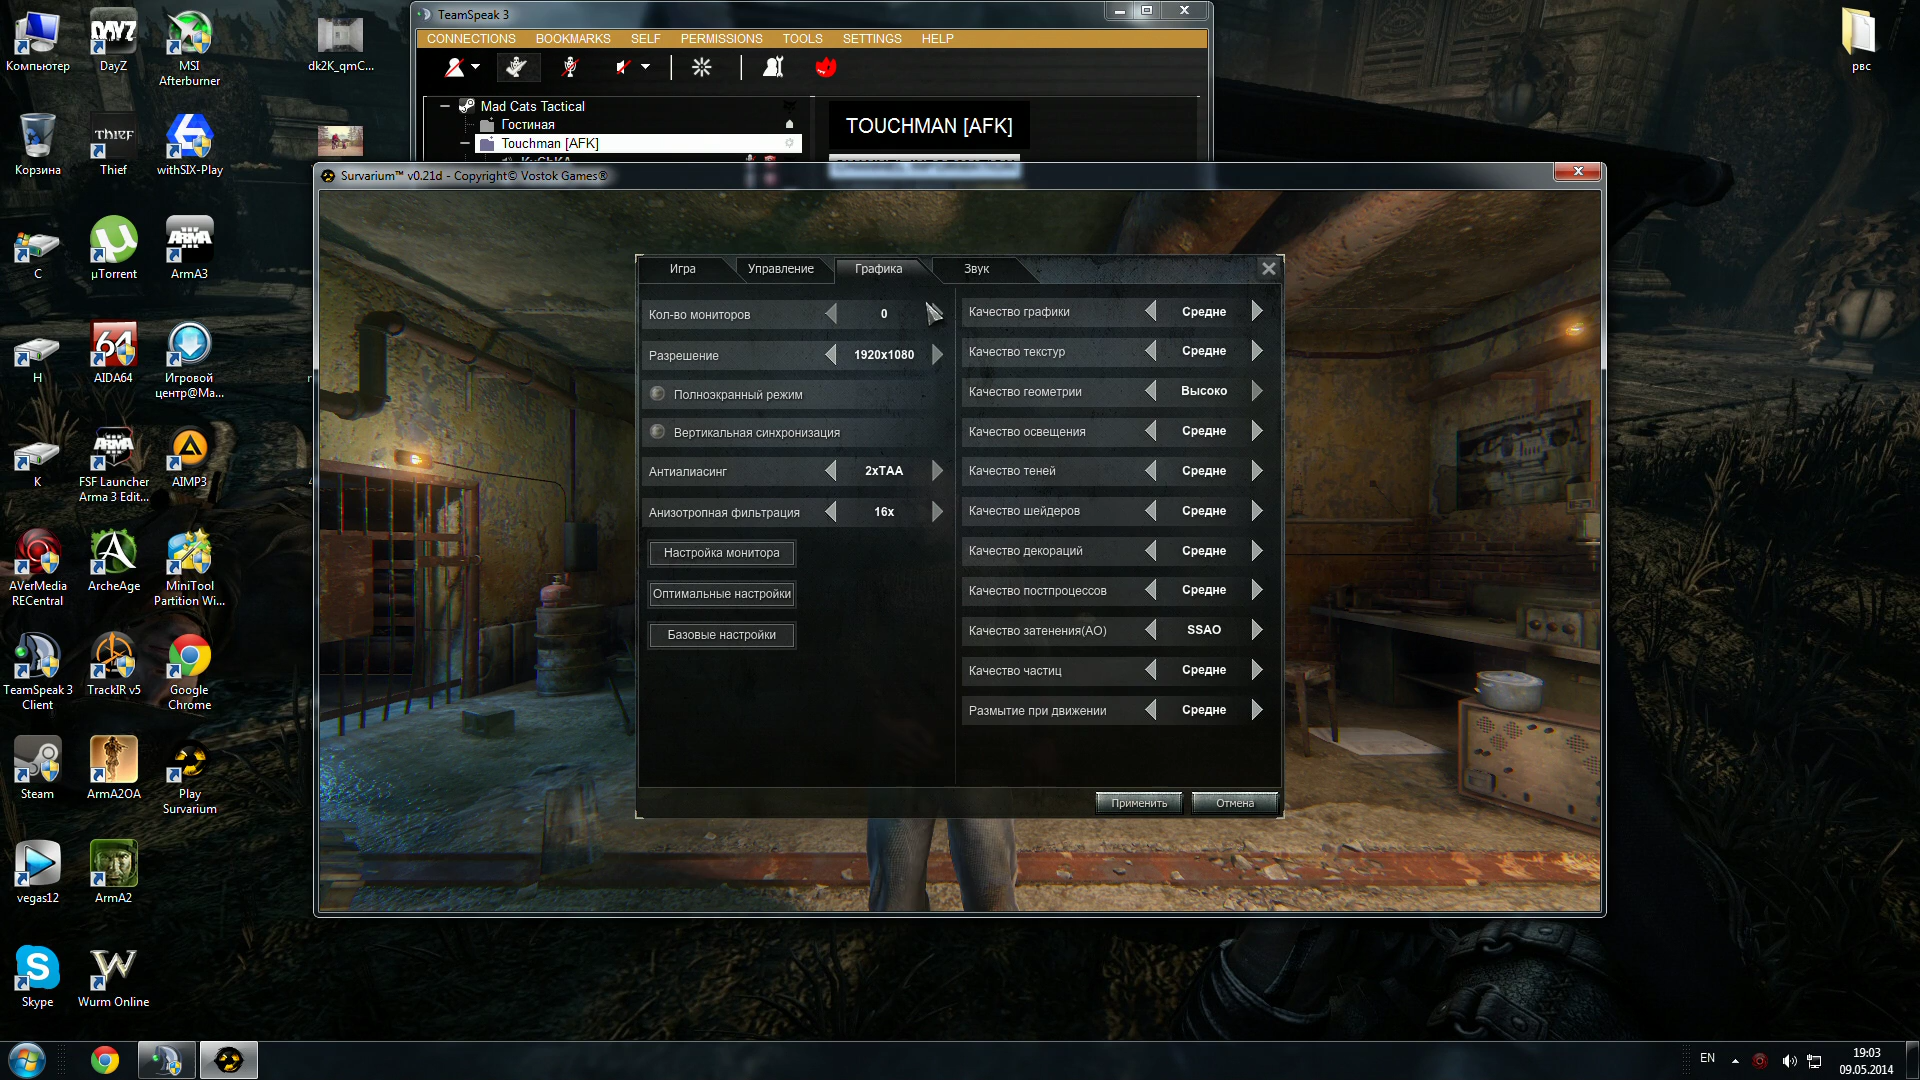 Компьютер
DayZ
MSI
Afterburner
dk2K_qmC...
рвс
Корзина
Thief
withSIX-Play
C
µTorrent
ArmA3
H
AIDA64
Игровой
центр@Ma...
K
FSF Launcher
Arma 3 Edit...
AIMP3
AVerMedia
RECentral
ArcheAge
MiniTool
Partition Wi...
TeamSpeak 3
Client
TrackIR v5
Google
Chrome
Steam
ArmA2OA
Play
Survarium
vegas12
ArmA2
Skype
Wurm Online
DAYZ
THIEF
ARMA
64
ARMA
TeamSpeak 3
CONNECTIONS BOOKMARKS SELF PERMISSIONS TOOLS SETTINGS HELP
Mad Cats Tactical
Гостиная
Touchman [AFK]
TOUCHMAN [AFK]
Survarium™ v0.21d - Copyright© Vostok Games®
Игра Управление Графика Звук
Кол-во мониторов 0
Разрешение 1920x1080
Полноэкранный режим
Вертикальная синхронизация
Антиалиасинг 2xTAA
Анизотропная фильтрация 16x
Настройка монитора
Оптимальные настройки
Базовые настройки
Качество графики Средне
Качество текстур Средне
Качество геометрии Высоко
Качество освещения Средне
Качество теней Средне
Качество шейдеров Средне
Качество декораций Средне
Качество постпроцессов Средне
Качество затенения(AO) SSAO
Качество частиц Средне
Размытие при движении Средне
Применить Отмена
EN
19:03
09.05.2014